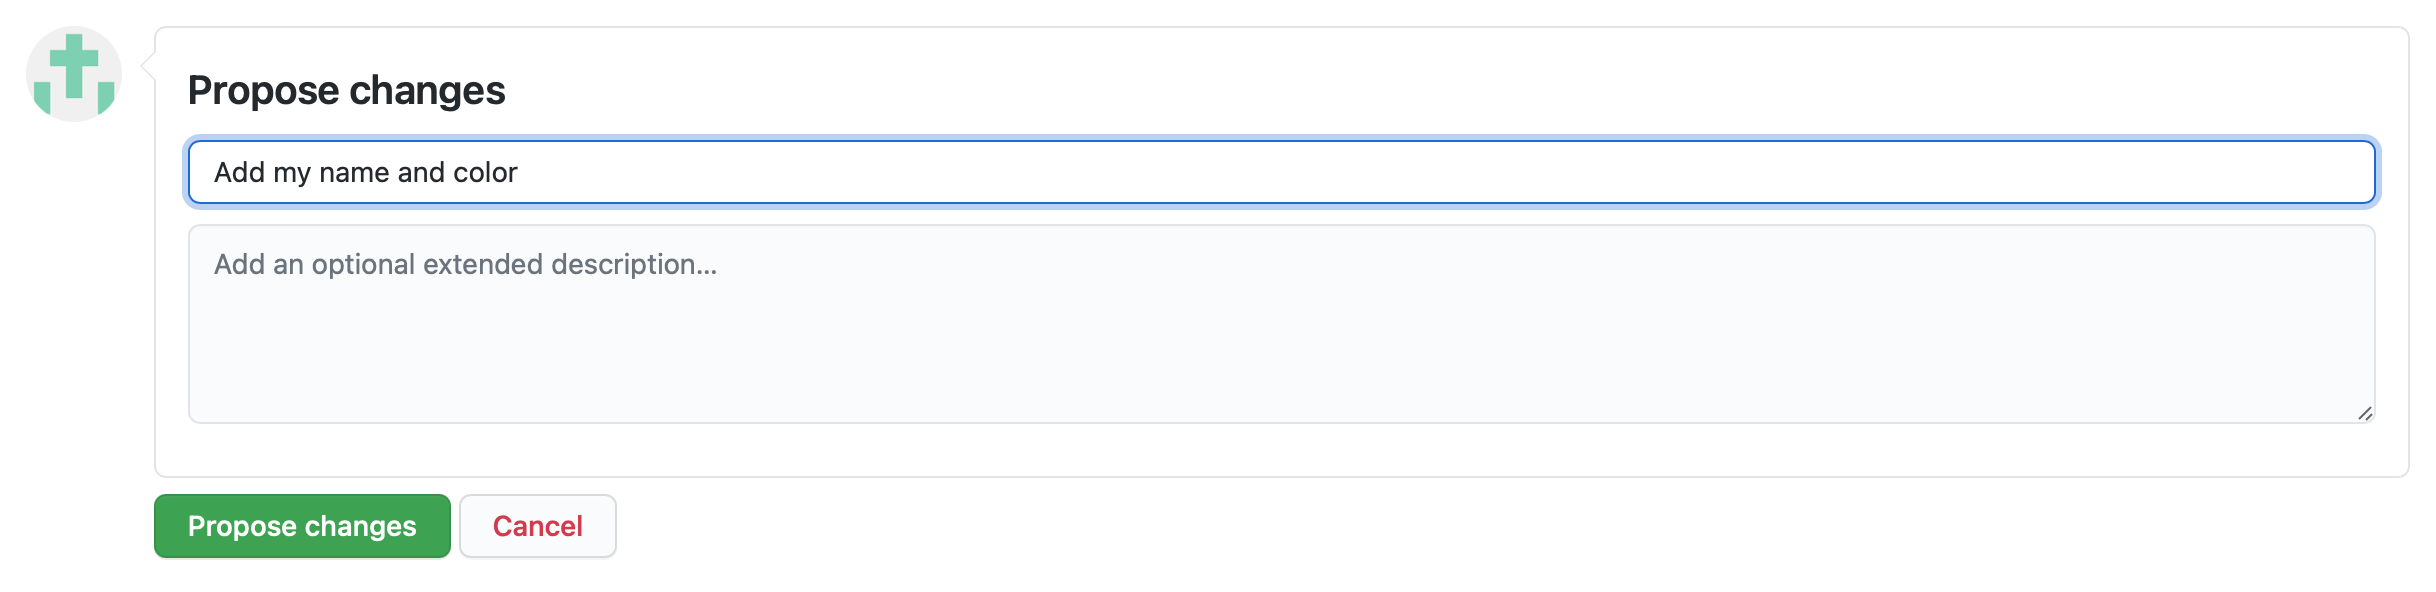 Propose changes
Add my name and color
Add an optional extended description...
Propose changes
Cancel